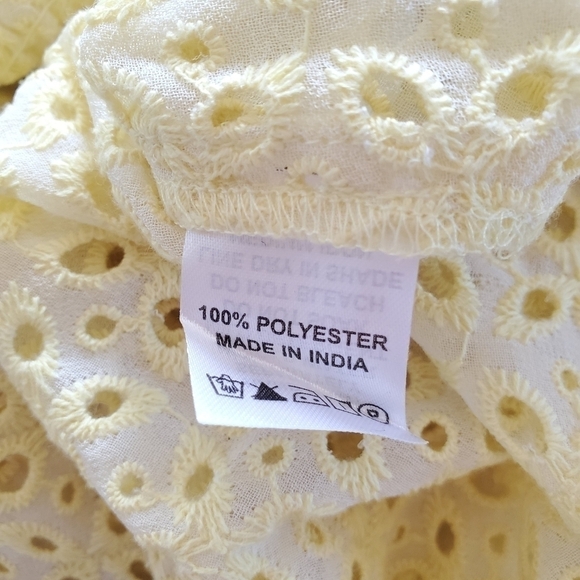 LINE DRY IN SHADE
DO NOT BLEACH
100% POLYESTER
MADE IN INDIA